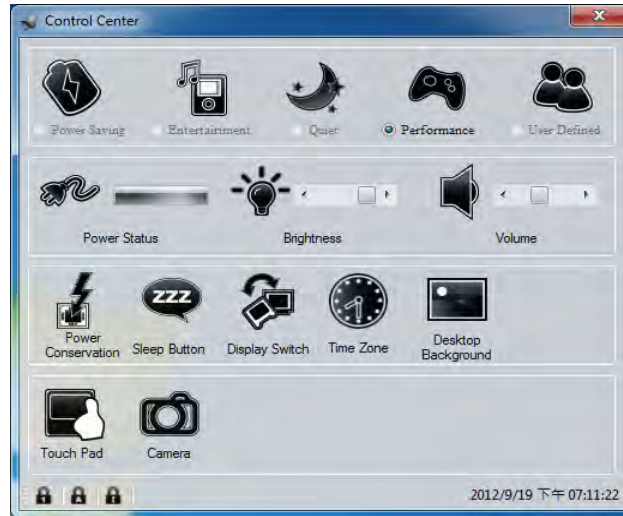 Control Center
Power Saving Entertainment Quiet Performance User Defined
Power Status Brightness Volume
ZZZ
Power Conservation Sleep Button Display Switch Time Zone Desktop Background
Touch Pad Camera
2012/9/19 下午 07:11:22